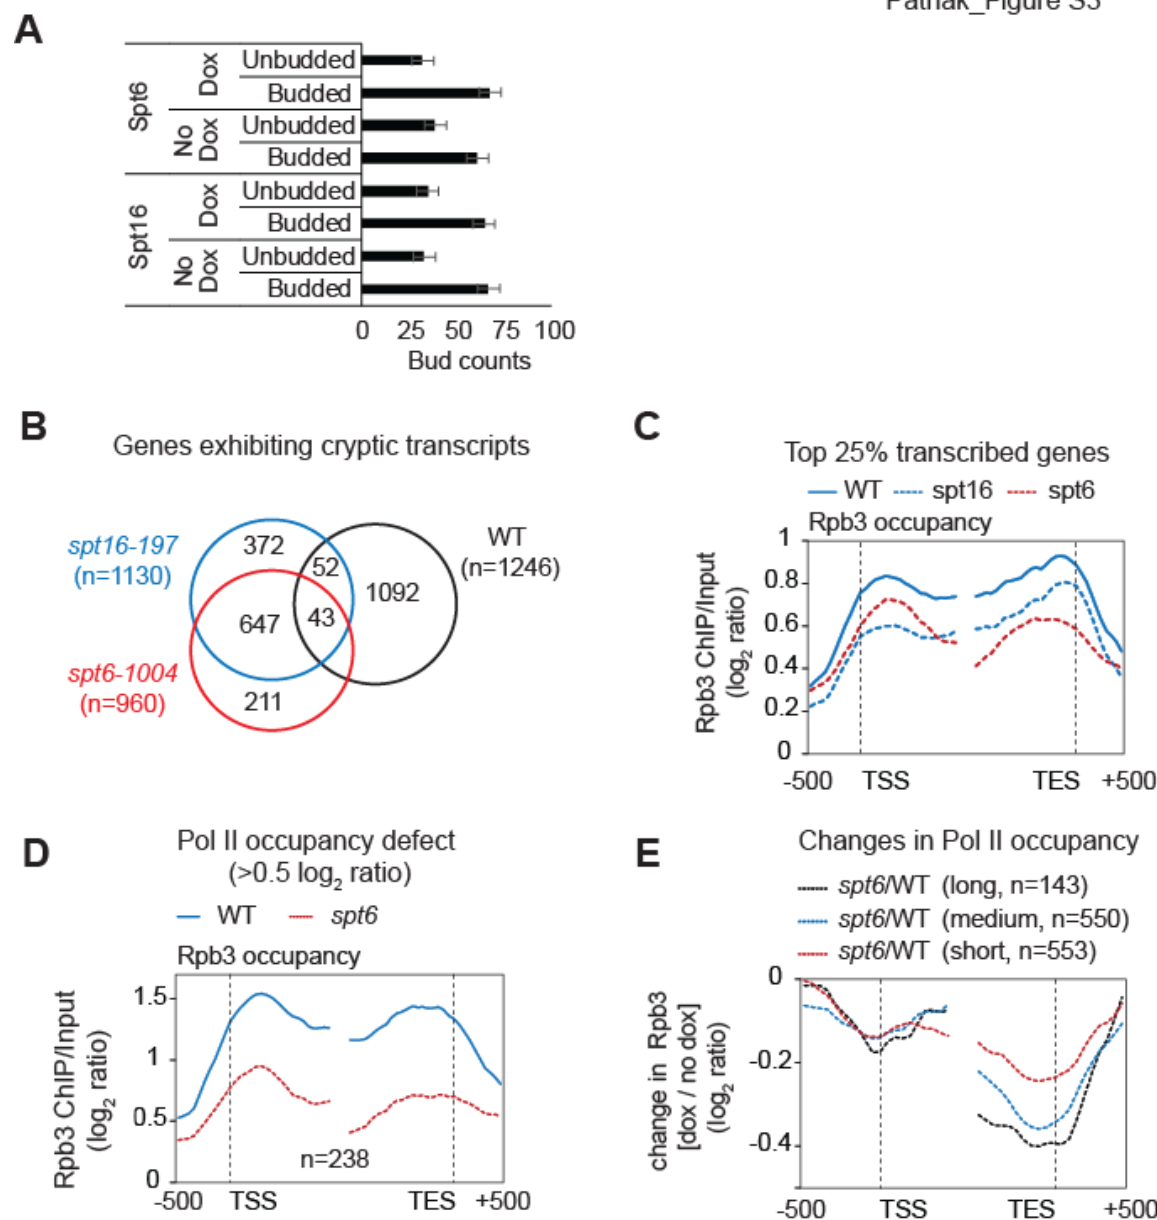 Pathak_Figure S3
A
Spt6
Dox
Unbudded
Budded
No Dox
Unbudded
Budded
Spt16
Dox
Unbudded
Budded
No Dox
Unbudded
Budded
0 25 50 75 100
Bud counts
B
Genes exhibiting cryptic transcripts
spt16-197
(n=1130)
WT
(n=1246)
372
52
1092
647
43
spt6-1004
(n=960)
211
C
Top 25% transcribed genes
WT spt16 spt6
Rpb3 occupancy
Rpb3 ChIP/Input
(log2 ratio)
1
0.8
0.6
0.4
0.2
0
-500 TSS TES +500
D
Pol II occupancy defect
(>0.5 log2 ratio)
WT spt6
Rpb3 occupancy
Rpb3 ChIP/Input
(log2 ratio)
1.5
1
0.5
0
n=238
-500 TSS TES +500
E
Changes in Pol II occupancy
spt6/WT (long, n=143)
spt6/WT (medium, n=550)
spt6/WT (short, n=553)
change in Rpb3
[dox / no dox]
(log2 ratio)
0
-0.2
-0.4
-500 TSS TES +500